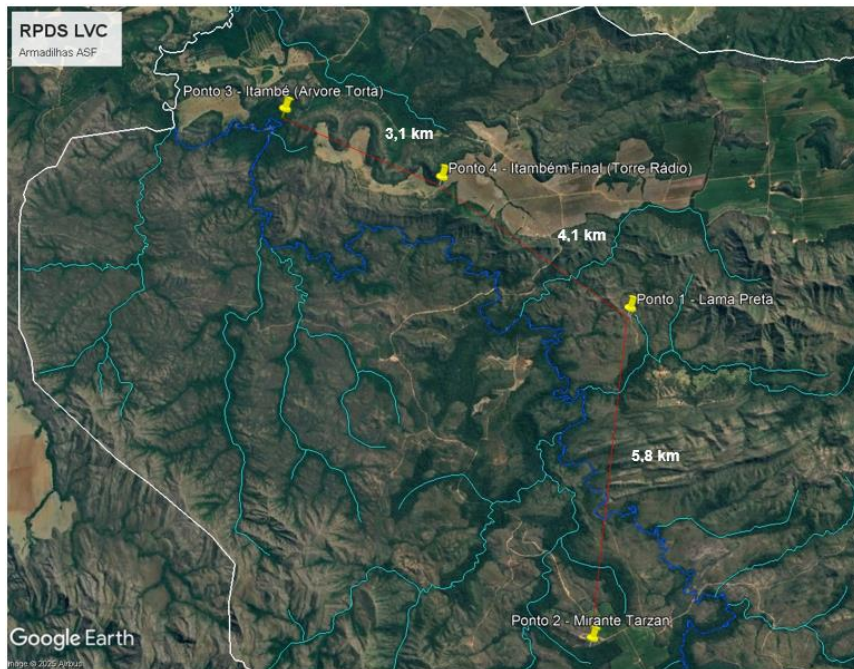 RPDS LVC
Armadilhas ASF
Ponto 3 - Itambé (Arvore Torta)
3,1 km
Ponto 4 - Itambém Final (Torre Rádio)
4,1 km
Ponto 1 - Lama Preta
5,8 km
Ponto 2 - Mirante Tarzan
Google Earth
Image © 2025 Airbus